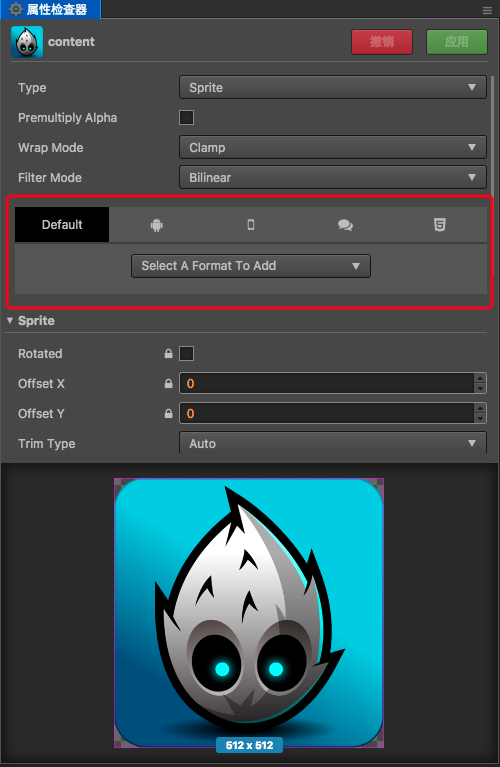 属性检查器
content
撤销
应用
Type
Sprite
Premultiply Alpha
Wrap Mode
Clamp
Filter Mode
Bilinear
Default
Select A Format To Add
Sprite
Rotated
Offset X
0
Offset Y
0
Trim Type
Auto
512 x 512